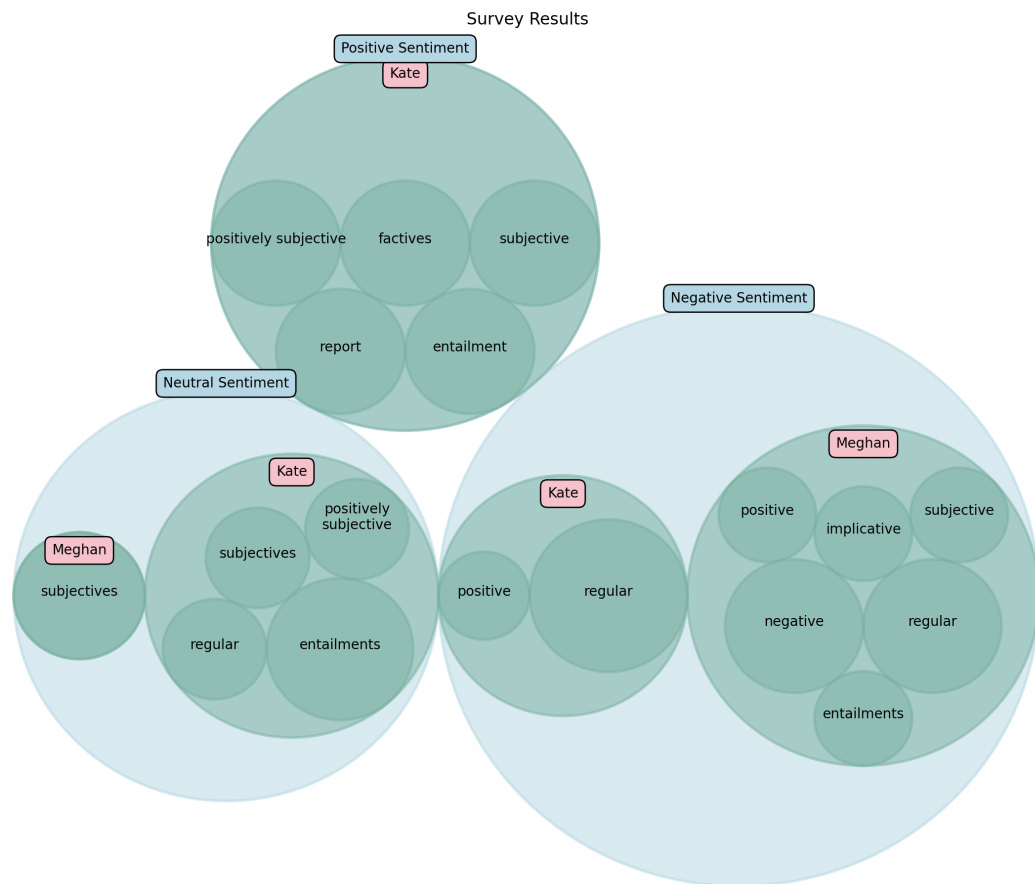 Survey Results
Positive Sentiment
Kate
positively subjective
factives
subjective
report
entailment
Negative Sentiment
Neutral Sentiment
Meghan
subjectives
Kate
positively
subjective
subjectives
regular
entailments
Kate
positive
regular
Meghan
positive
implicative
subjective
negative
regular
entailments